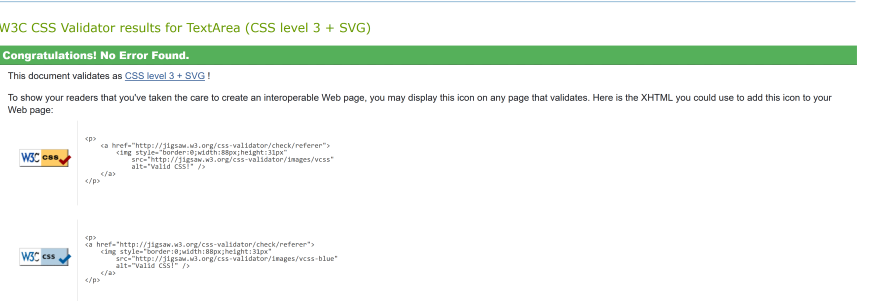 W3C CSS Validator results for TextArea (CSS level 3 + SVG)
Congratulations! No Error Found.
This document validates as CSS level 3 + SVG !
To show your readers that you've taken the care to create an interoperable Web page, you may display this icon on any page that validates. Here is the XHTML you could use to add this icon to your
Web page:
W3C css
<p>
<a href="http://jigsaw.w3.org/css-validator/check/referer">
<img style="border:0;width:88px;height:31px"
src="http://jigsaw.w3.org/css-validator/images/vcss"
alt="Valid CSS!" />
</a>
</p>
W3C css
<p>
<a href="http://jigsaw.w3.org/css-validator/check/referer">
<img style="border:0;width:88px;height:31px"
src="http://jigsaw.w3.org/css-validator/images/vcss-blue"
alt="Valid CSS!" />
</a>
</p>